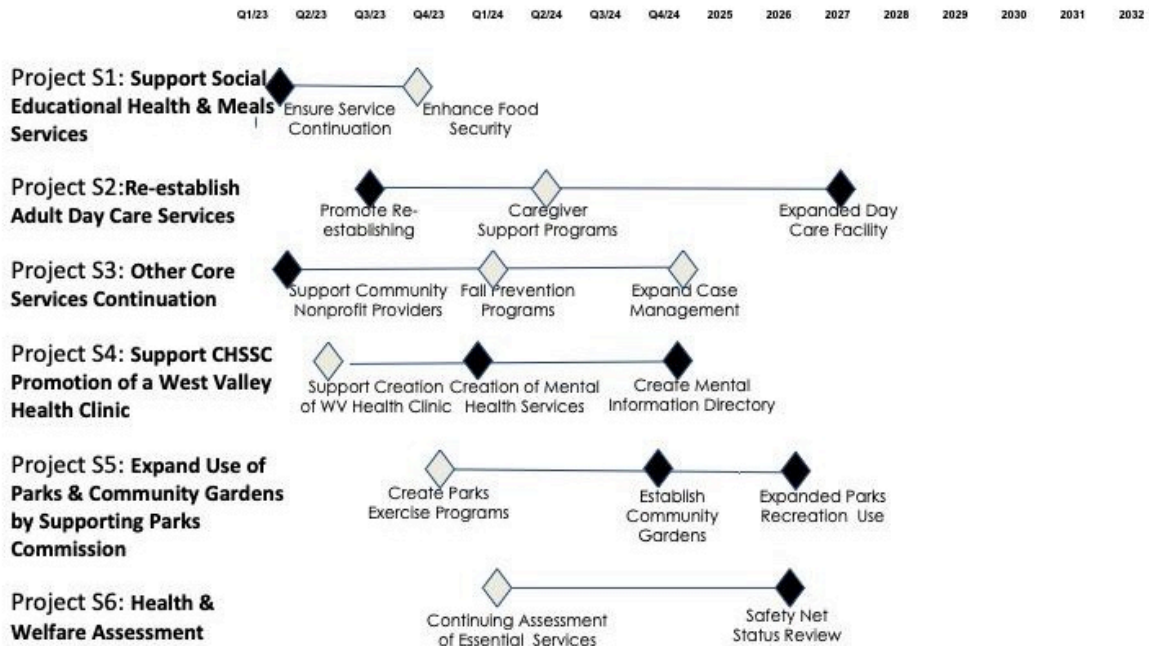 Q1/23 Q2/23 Q3/23 Q4/23 Q1/24 Q2/24 Q3/24 Q4/24 2025 2026 2027 2028 2029 2030 2031 2032
Project S1: Support Social
Educational Health & Meals
Services
Ensure Service
Continuation
Enhance Food
Security
Project S2:Re-establish
Adult Day Care Services
Promote Re-
establishing
Caregiver
Support Programs
Expanded Day
Care Facility
Project S3: Other Core
Services Continuation
Support Community
Nonprofit Providers
Fall Prevention
Programs
Expand Case
Management
Project S4: Support CHSSC
Promotion of a West Valley
Health Clinic
Support Creation
of WV Health Clinic
Creation of Mental
Health Services
Create Mental
Information Directory
Project S5: Expand Use of
Parks & Community Gardens
by Supporting Parks
Commission
Create Parks
Exercise Programs
Establish
Community
Gardens
Expanded Parks
Recreation Use
Project S6: Health &
Welfare Assessment
Continuing Assessment
of Essential Services
Safety Net
Status Review